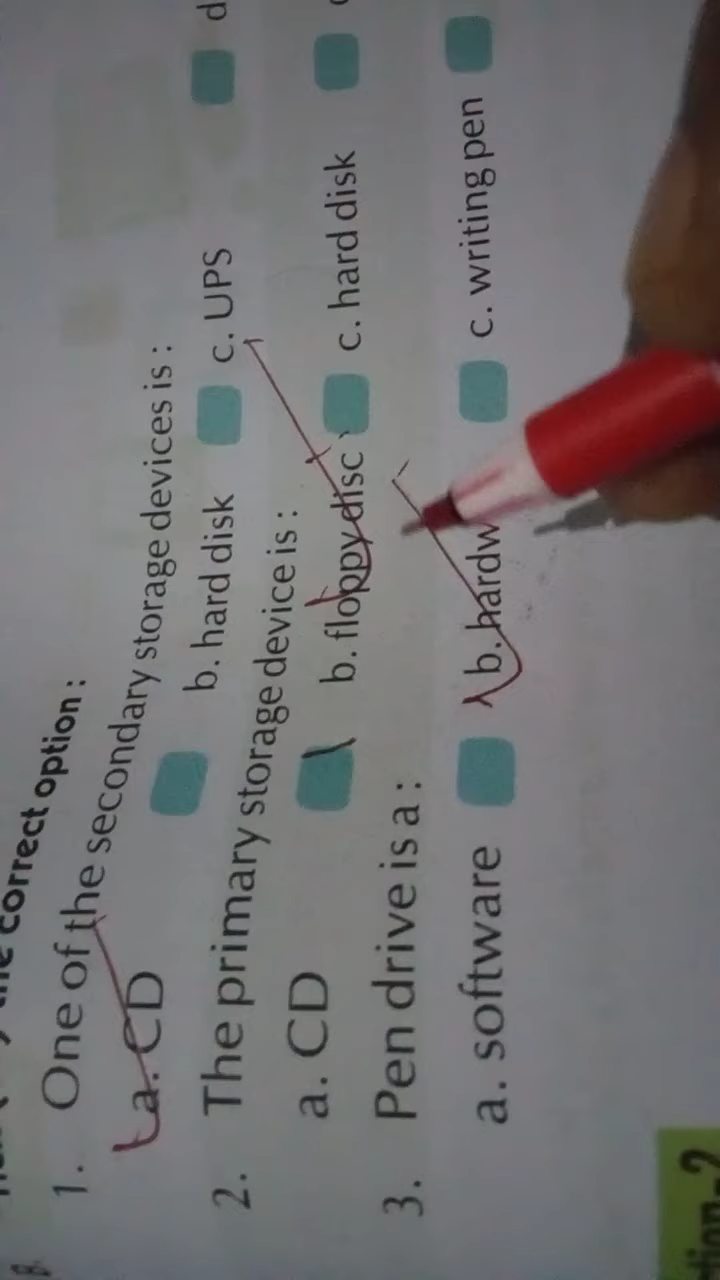 the correct option :
1. One of the secondary storage devices is :
a. CD b. hard disk c. UPS d
2. The primary storage device is :
a. CD b. floppy disc c. hard disk
3. Pen drive is a :
a. software b. hardw c. writing pen